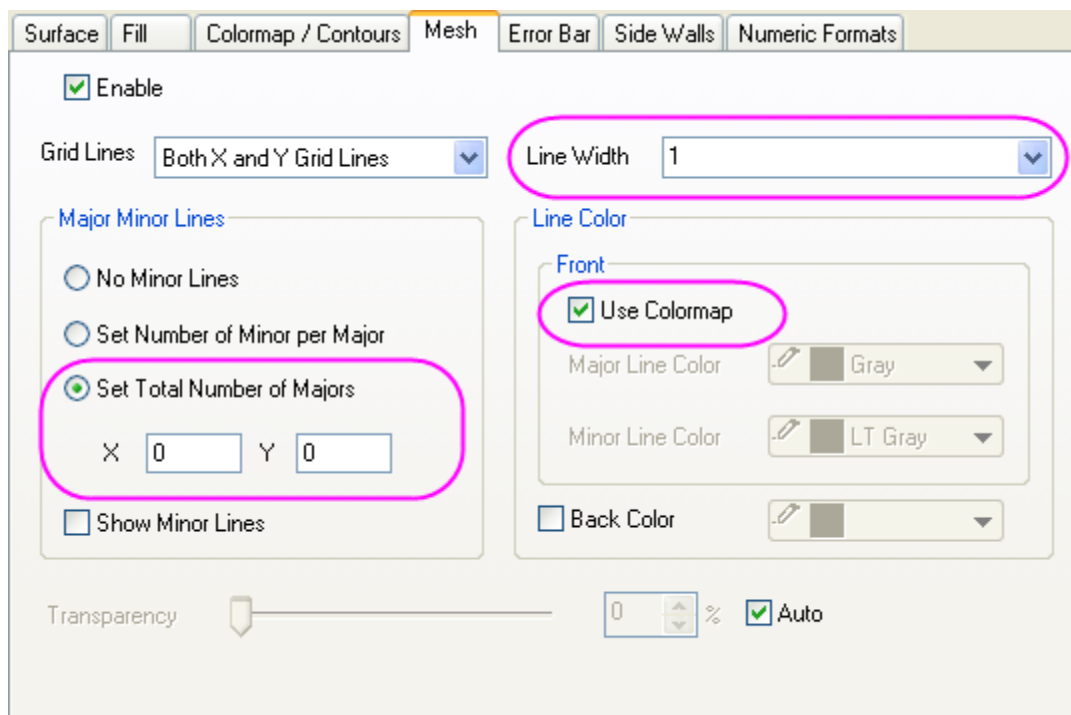 Surface Fill Colormap / Contours Mesh Error Bar Side Walls Numeric Formats
Enable
Grid Lines Both X and Y Grid Lines Line Width 1
Major Minor Lines
No Minor Lines
Set Number of Minor per Major
Set Total Number of Majors
X 0 Y 0
Show Minor Lines
Line Color
Front
Use Colormap
Major Line Color Gray
Minor Line Color LT Gray
Back Color
Transparency 0 % Auto